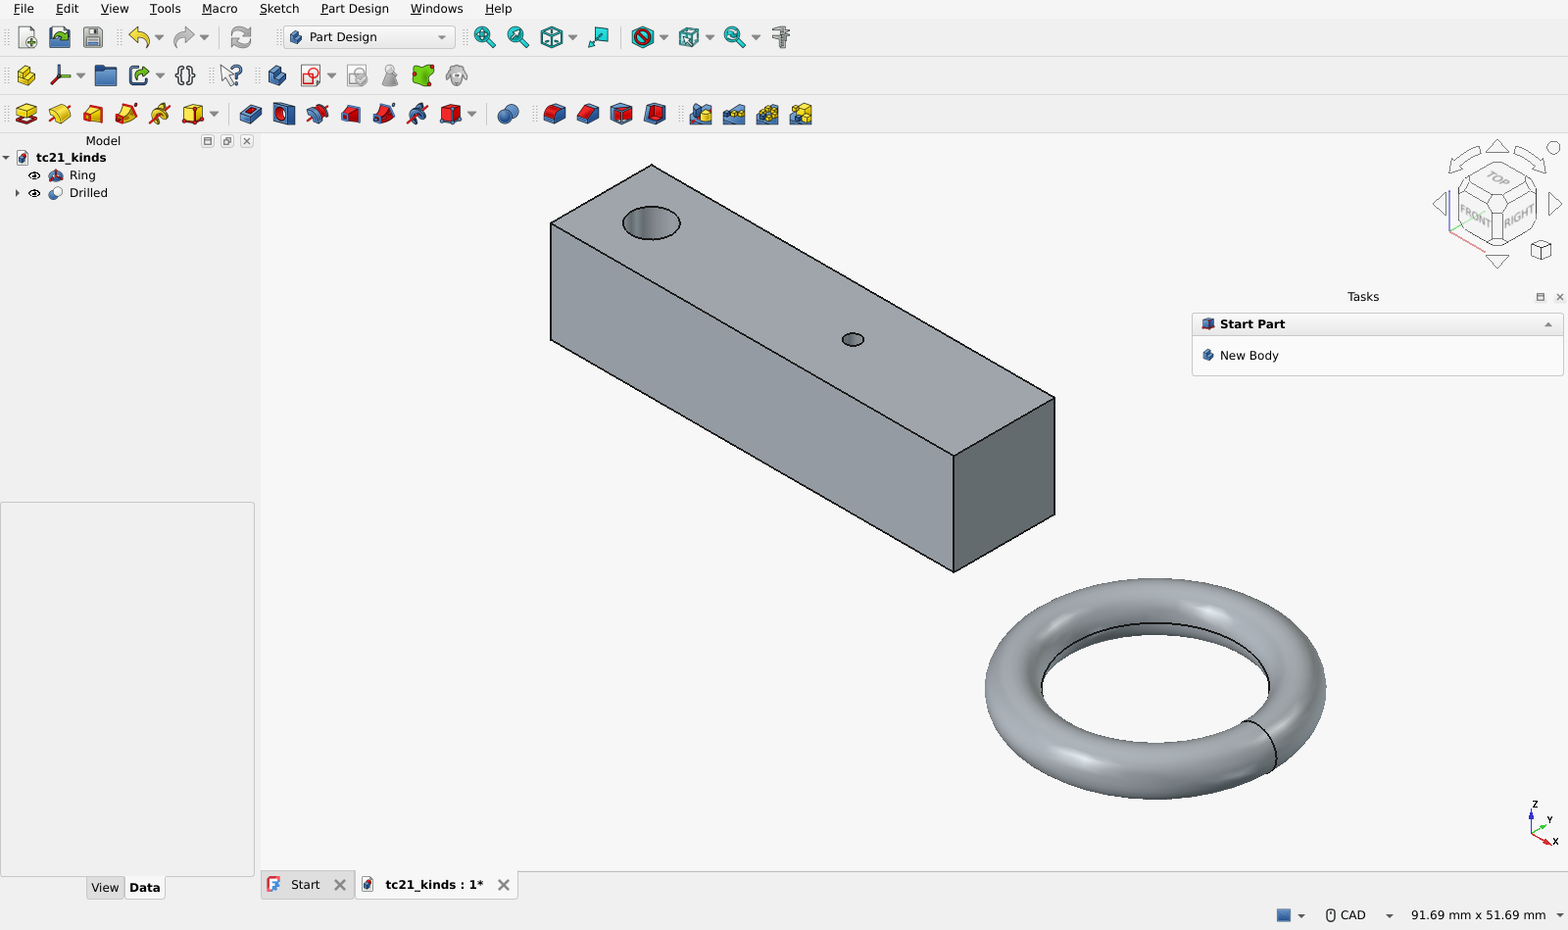 File Edit View Tools Macro Sketch Part Design Windows Help
Part Design
Model
tc21_kinds
Ring
Drilled
TOP
FRONT
RIGHT
Tasks
Start Part
New Body
Z
Y
X
View Data
Start
tc21_kinds : 1*
CAD
91.69 mm x 51.69 mm